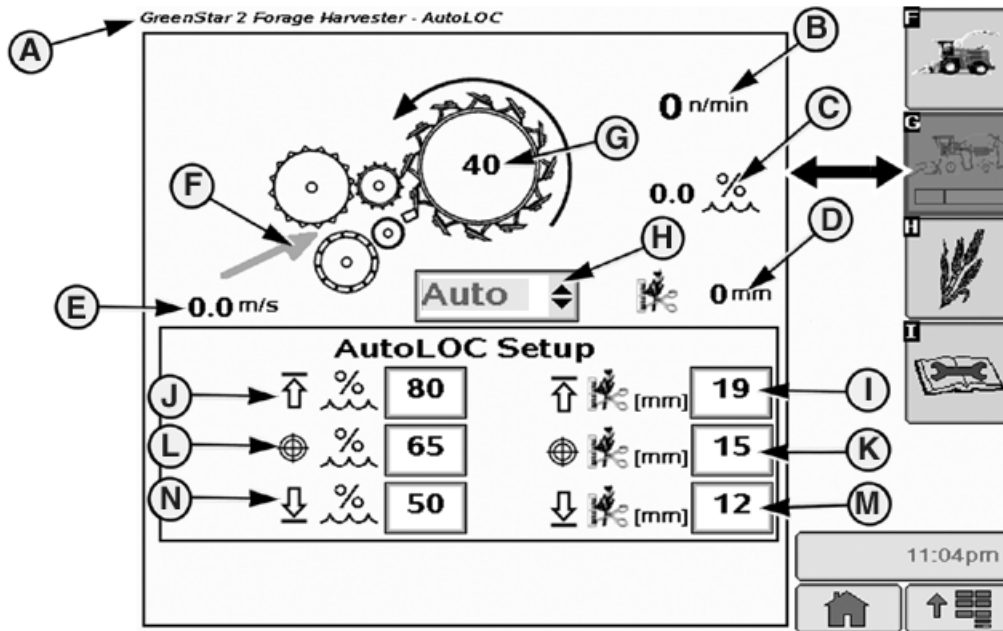 GreenStar 2 Forage Harvester - AutoLOC
A
B
0 n/min
F
G
C
40
G
F
0.0 %
H
D
H
Auto
0 mm
E
0.0 m/s
I
AutoLOC Setup
J
% 80
[mm] 19
I
L
% 65
[mm] 15
K
N
% 50
[mm] 12
M
11:04pm